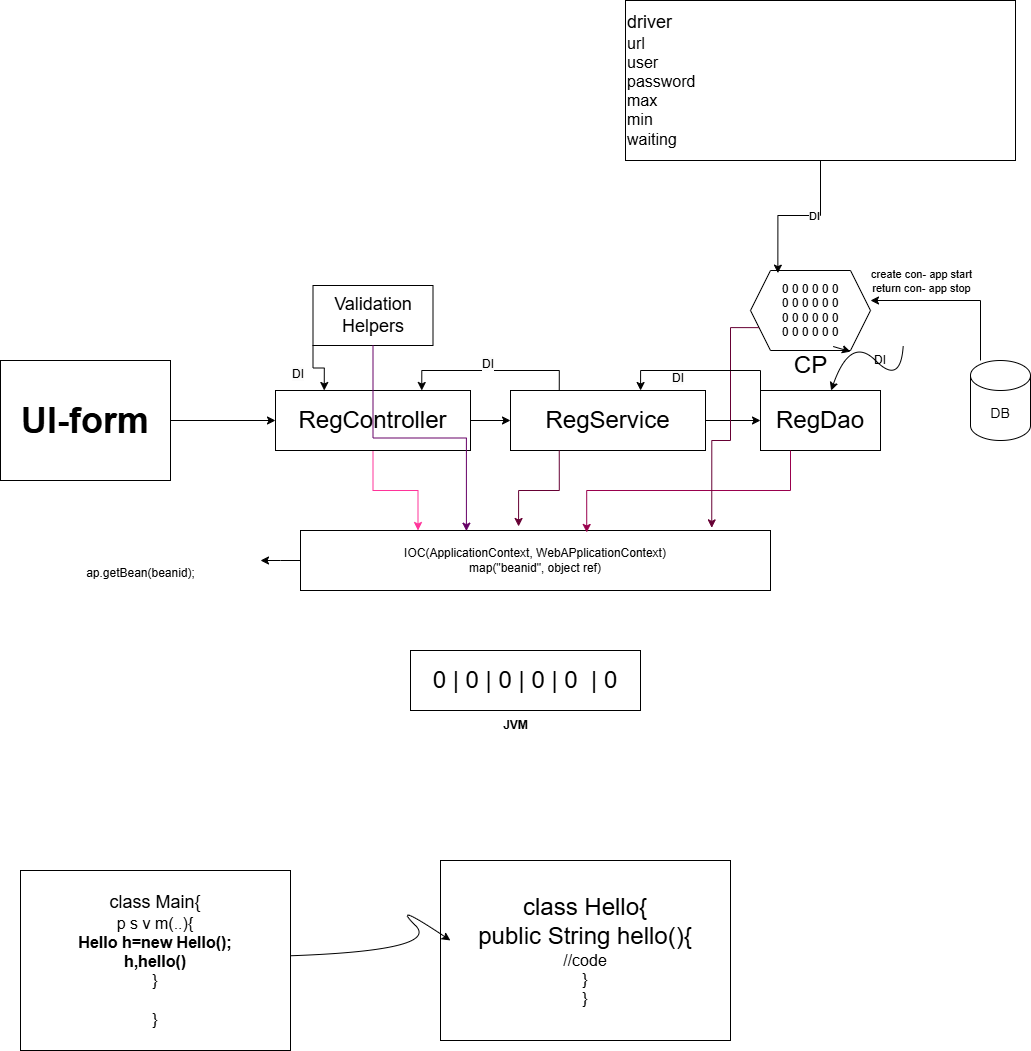 driver
url
user
password
max
min
waiting
DI
create con- app start
return con- app stop
0 0 0 0 0 0
0 0 0 0 0 0
0 0 0 0 0 0
0 0 0 0 0 0
CP
DI
Validation
Helpers
DI
DI
DI
UI-form
RegController
RegService
RegDao
DB
IOC(ApplicationContext, WebAPplicationContext)
map("beanid", object ref)
ap.getBean(beanid);
0 | 0 | 0 | 0 | 0 | 0
JVM
class Main{
p s v m(..){
Hello h=new Hello();
h,hello()
}
}
class Hello{
public String hello(){
//code
}
}